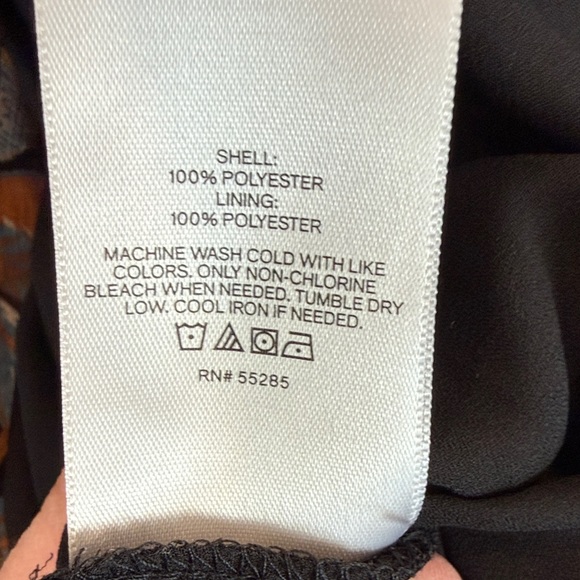 SHELL:
100% POLYESTER
LINING:
100% POLYESTER
MACHINE WASH COLD WITH LIKE
COLORS. ONLY NON-CHLORINE
BLEACH WHEN NEEDED. TUMBLE DRY
LOW. COOL IRON IF NEEDED.
RN# 55285